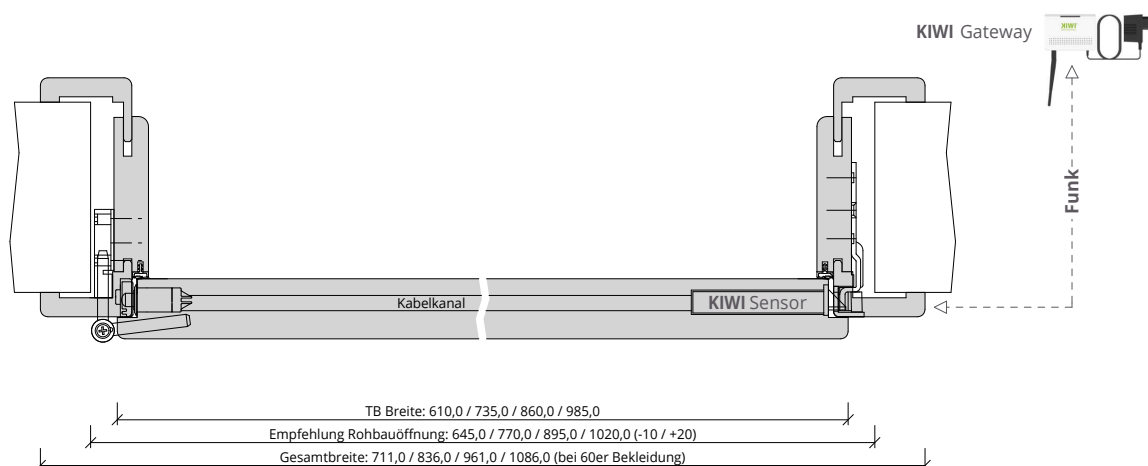 KIWI Gateway
KIWI
Funk
Kabelkanal
KIWI Sensor
TB Breite: 610,0 / 735,0 / 860,0 / 985,0
Empfehlung Rohbauöffnung: 645,0 / 770,0 / 895,0 / 1020,0 (-10 / +20)
Gesamtbreite: 711,0 / 836,0 / 961,0 / 1086,0 (bei 60er Bekleidung)